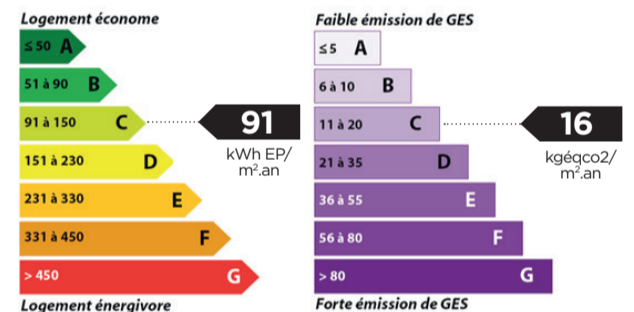 Logement économe
≤ 50 A
51 à 90 B
91 à 150 C
151 à 230 D
231 à 330 E
331 à 450 F
> 450 G
Logement énergivore
91
kWh EP/
m².an
Faible émission de GES
≤ 5 A
6 à 10 B
11 à 20 C
21 à 35 D
36 à 55 E
56 à 80 F
> 80 G
Forte émission de GES
16
kgéqco2/
m².an